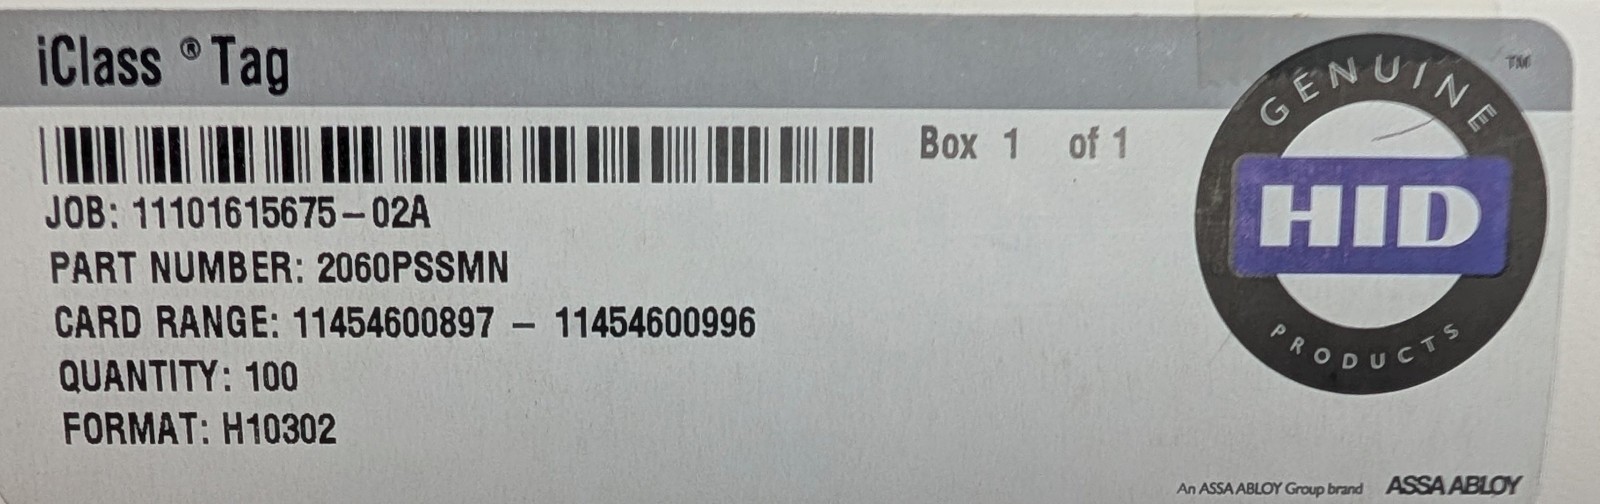 iClass ® Tag
Box 1 of 1
JOB: 11101615675-02A
PART NUMBER: 2060PSSMN
CARD RANGE: 11454600897 - 11454600996
QUANTITY: 100
FORMAT: H10302
GENUINE ™
HID
PRODUCTS
An ASSA ABLOY Group brand ASSA ABLOY